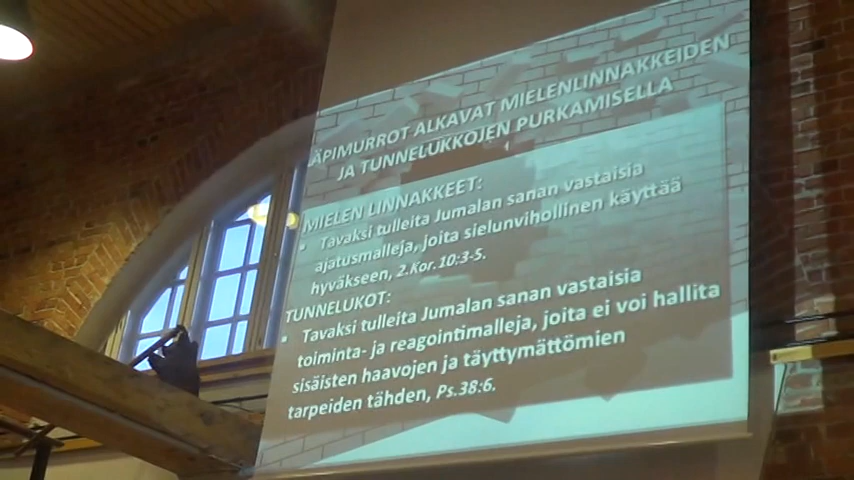 ÄPIMURROT ALKAVAT MIELENLINNAKKEIDEN
JA TUNNELUKKOJEN PURKAMISELLA
MIELEN LINNAKKEET:
• Tavaksi tulleita Jumalan sanan vastaisia
ajatusmalleja, joita sielunvihollinen käyttää
hyväkseen, 2.Kor.10:3-5.
TUNNELUKOT:
• Tavaksi tulleita Jumalan sanan vastaisia
toiminta- ja reagointimalleja, joita ei voi hallita
sisäisten haavojen ja täyttymättömien
tarpeiden tähden, Ps.38:6.